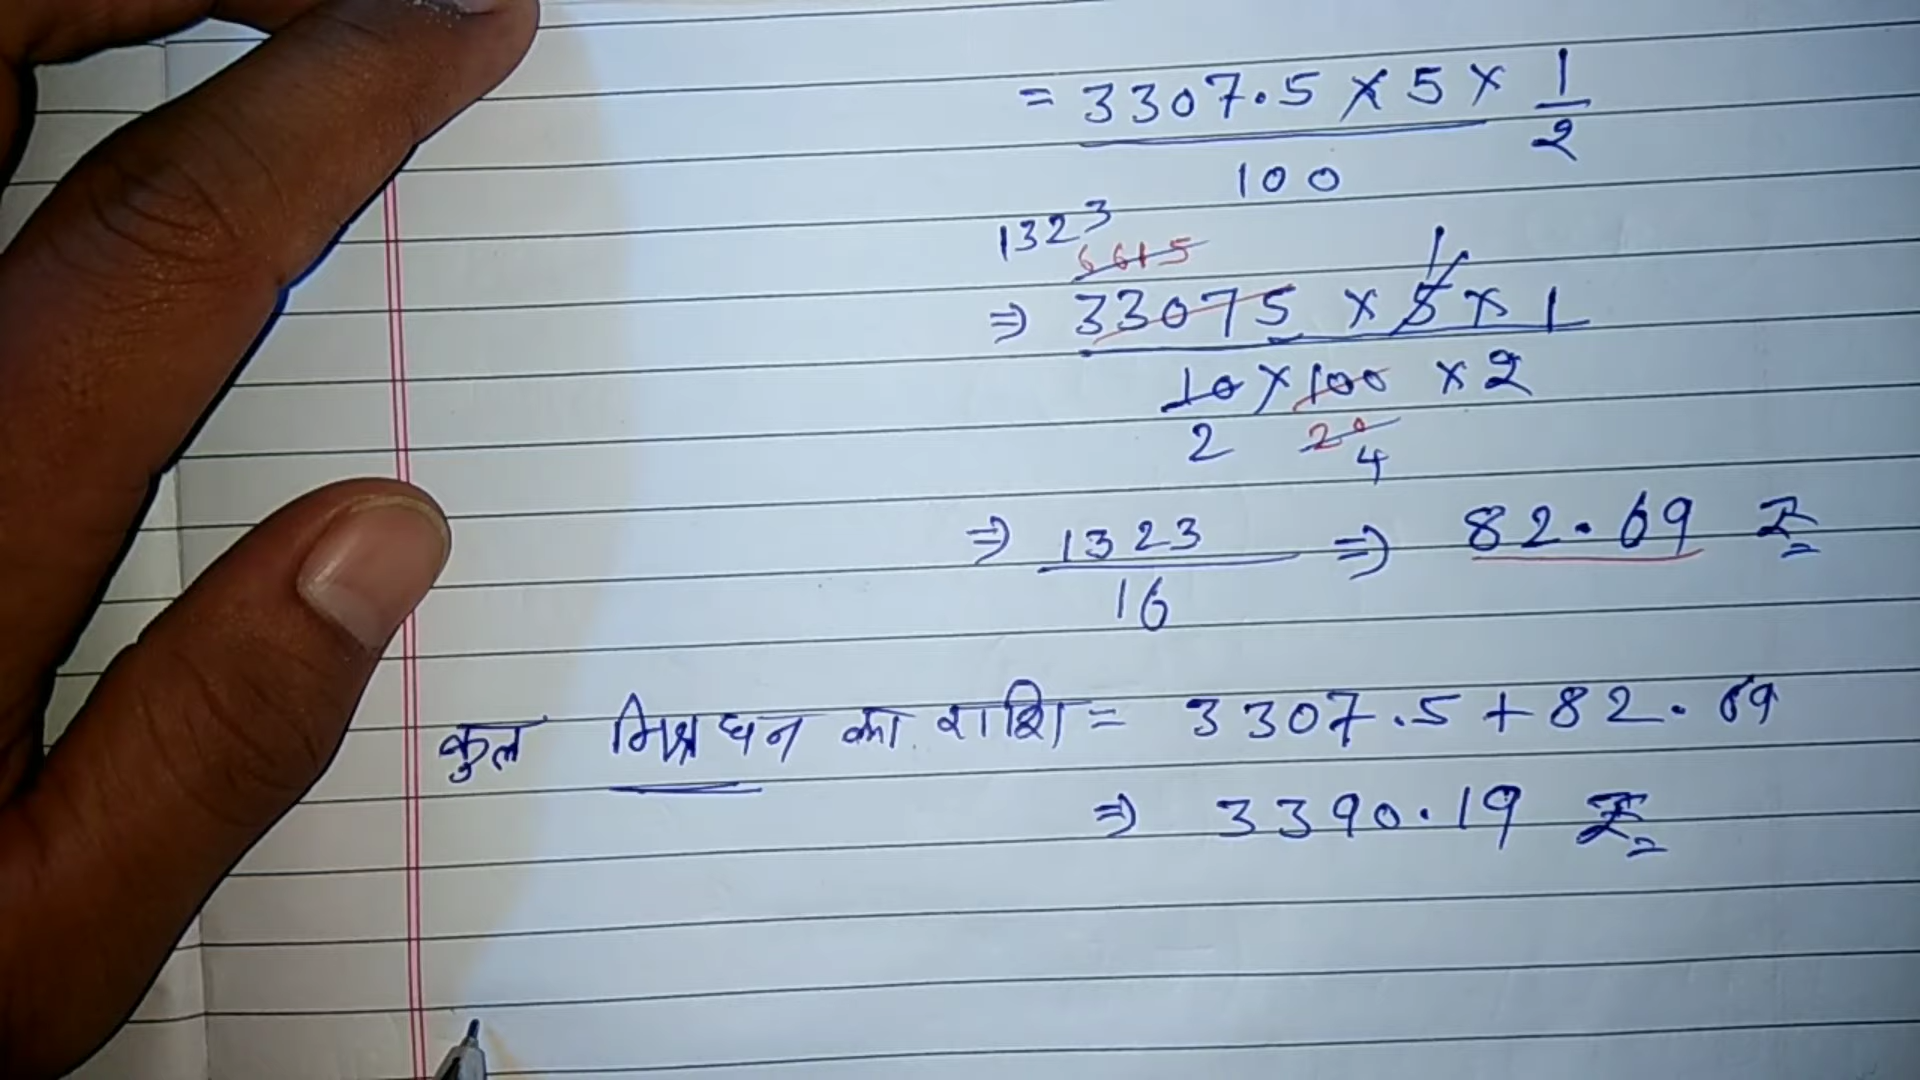 = 3307.5 × 5 × 1/2
100
1323
6615
1
⇒ 33075 × 5 × 1
10 × 100 × 2
2 20
4
⇒ 1323/16 ⇒ 82.69 रु
कुल मिश्रधन की राशि = 3307.5 + 82.69
⇒ 3390.19 रु